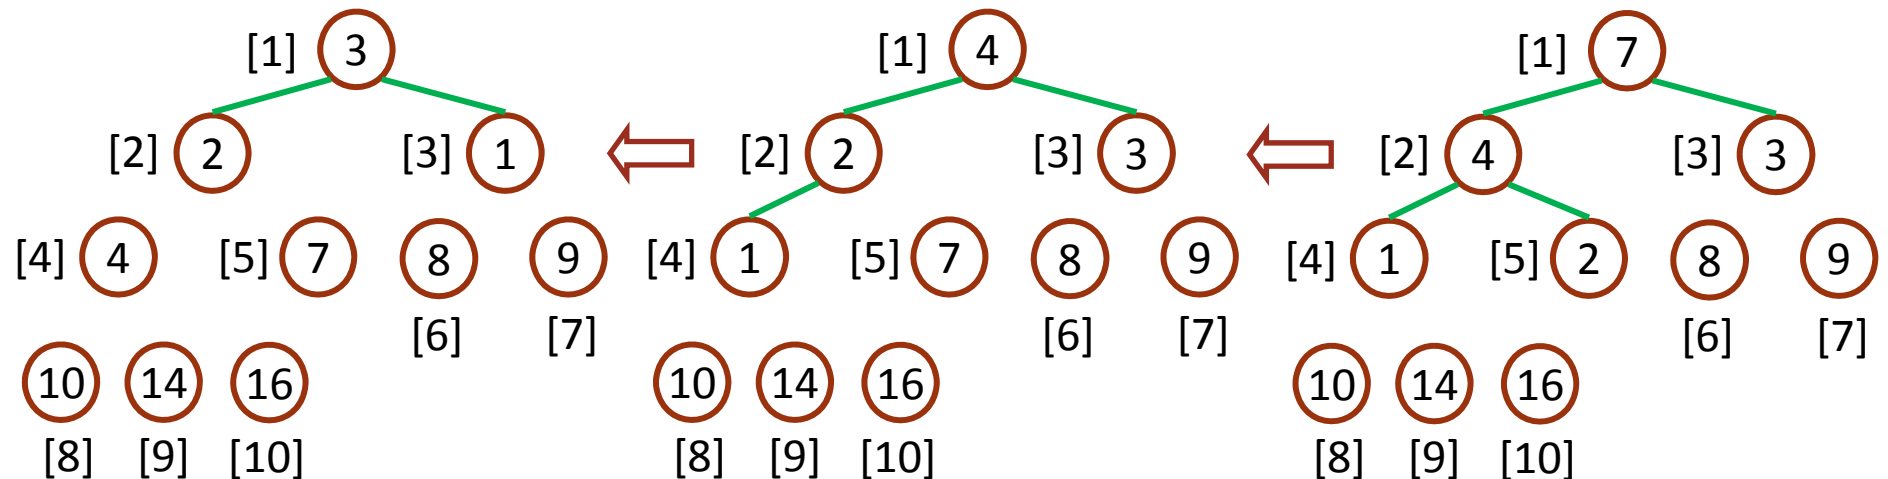 [1] 3 [1] 4 [1] 7
[2] 2 [3] 1 [2] 2 [3] 3 [2] 4 [3] 3
[4] 4 [5] 7 8 9 [4] 1 [5] 7 8 9 [4] 1 [5] 2 8 9
[6] [7] [6] [7] [6] [7]
10 14 16 10 14 16 10 14 16
[8] [9] [10] [8] [9] [10] [8] [9] [10]